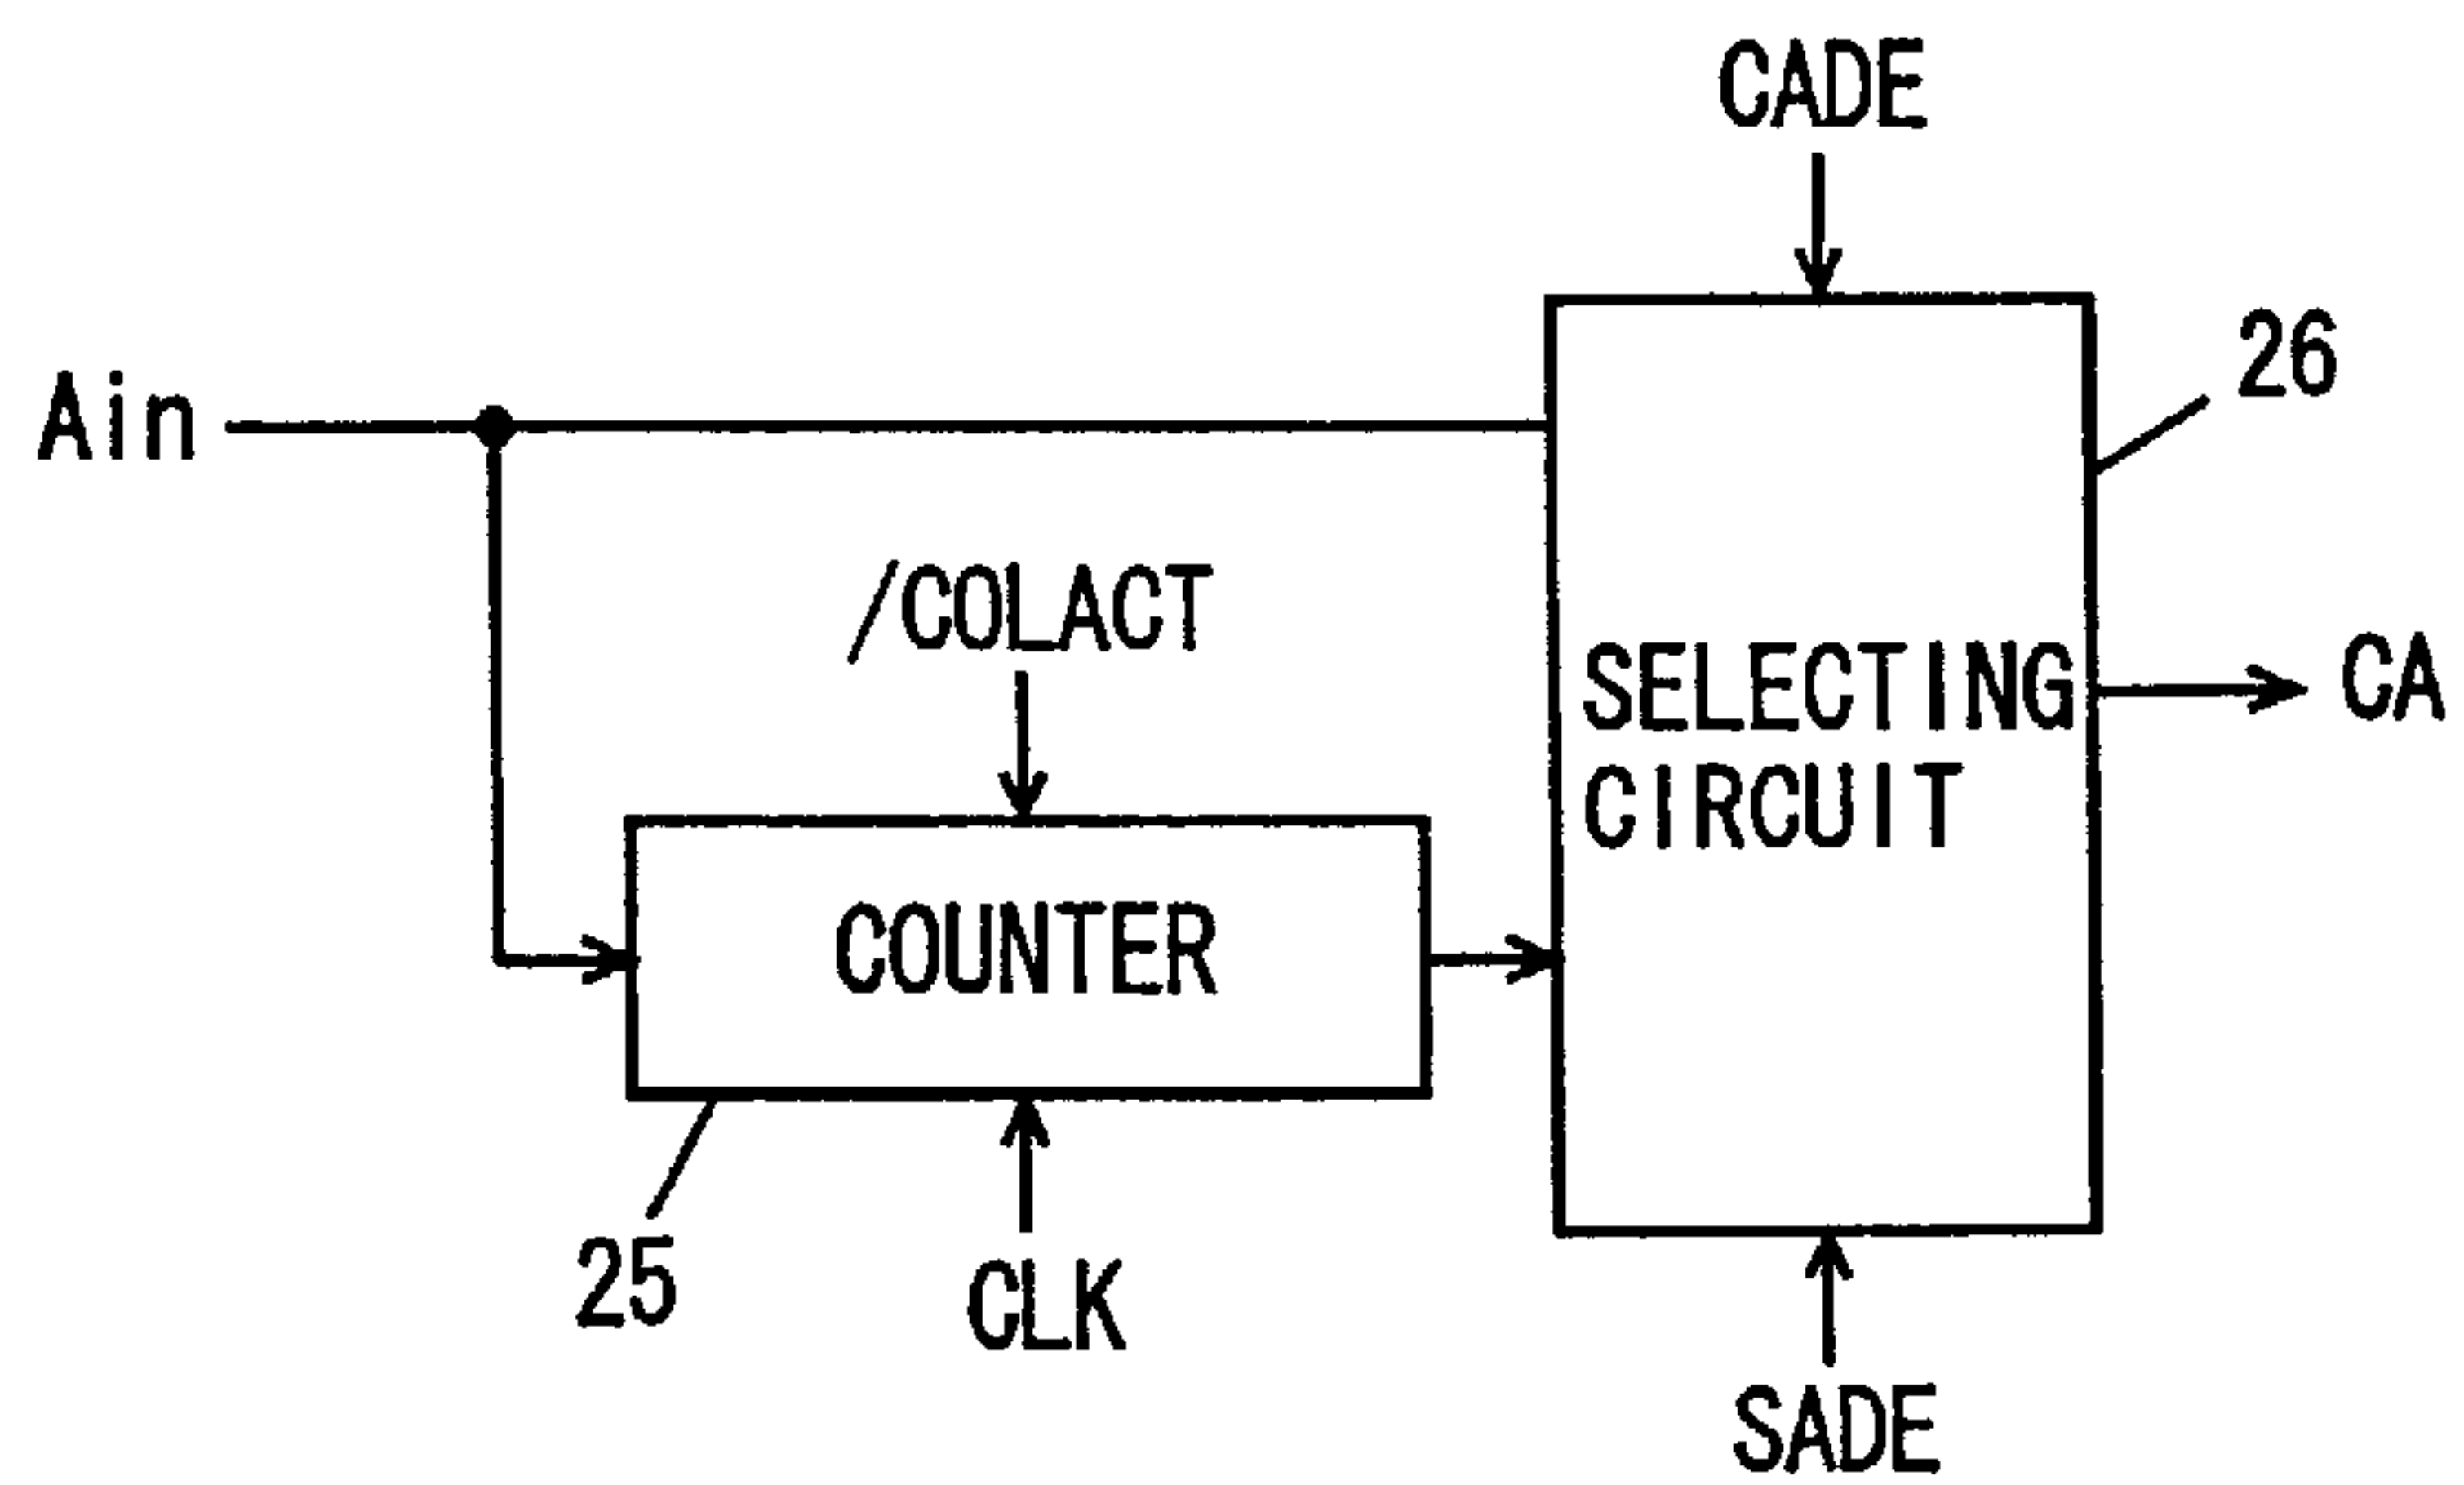 CADE
26
Ain
/COLACT
SELECTING
CIRCUIT
CA
COUNTER
25
CLK
SADE